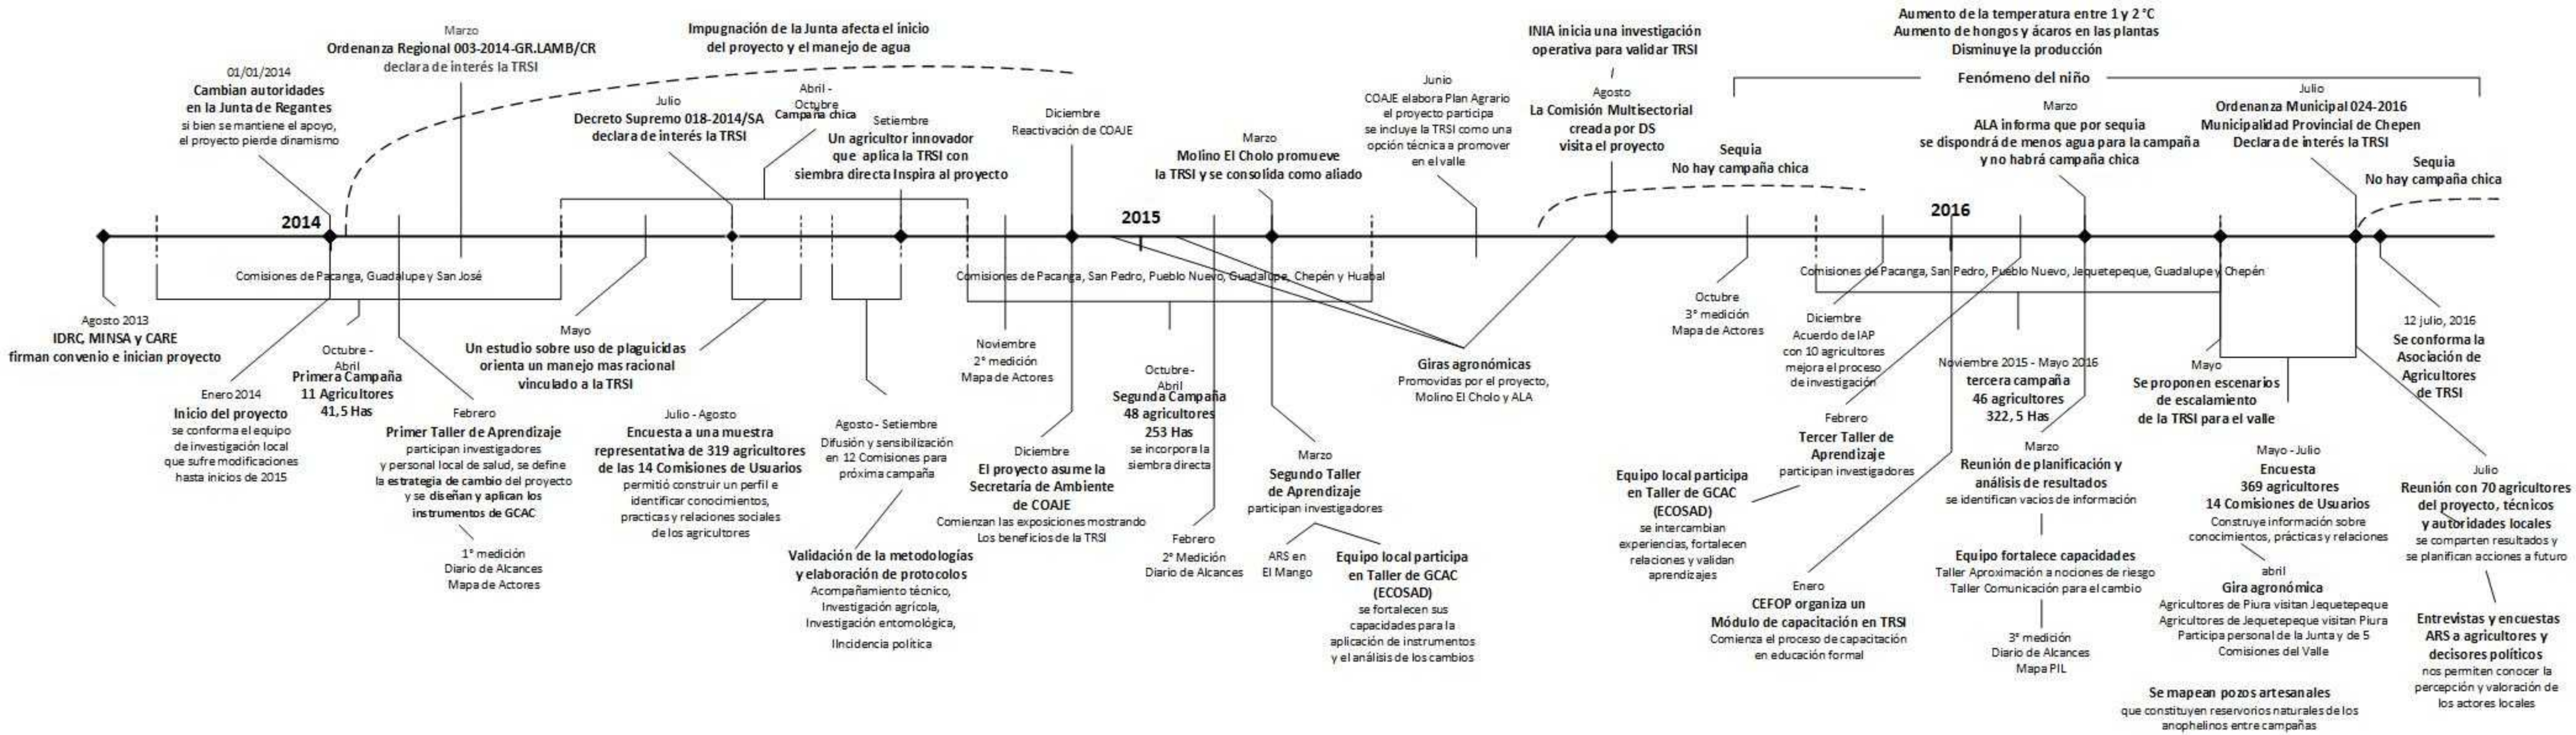 Marzo
Ordenanza Regional 003-2014-GR.LAMB/CR
declara de interés la TRSI
01/01/2014
Cambian autoridades
en la Junta de Regantes
si bien se mantiene el apoyo,
el proyecto pierde dinamismo
Impugnación de la Junta afecta el inicio
del proyecto y el manejo de agua
Julio
Decreto Supremo 018-2014/SA
declara de interés la TRSI
Abril -
Octubre
Campaña chica
Setiembre
Un agricultor innovador
que aplica la TRSI con
siembra directa Inspira al proyecto
Diciembre
Reactivación de COAJE
Marzo
Molino El Cholo promueve
la TRSI y se consolida como aliado
Junio
COAJE elabora Plan Agrario
el proyecto participa
se incluye la TRSI como una
opción técnica a promover
en el valle
INIA inicia una investigación
operativa para validar TRSI
Agosto
La Comisión Multisectorial
creada por DS
visita el proyecto
Sequia
No hay campaña chica
Aumento de la temperatura entre 1 y 2 °C
Aumento de hongos y ácaros en las plantas
Disminuye la producción
Fenómeno del niño
Marzo
ALA informa que por sequia
se dispondrá de menos agua para la campaña
y no habrá campaña chica
Julio
Ordenanza Municipal 024-2016
Municipalidad Provincial de Chepen
Declara de interés la TRSI
Sequia
No hay campaña chica
2014
2015
2016
Comisiones de Pacanga, Guadalupe y San José
Comisiones de Pacanga, San Pedro, Pueblo Nuevo, Guadalupe, Chepén y Huabal
Comisiones de Pacanga, San Pedro, Pueblo Nuevo, Jequetepeque, Guadalupe y Chepén
Agosto 2013
IDRC, MINSA y CARE
firman convenio e inician proyecto
Enero 2014
Inicio del proyecto
se conforma el equipo
de investigación local
que sufre modificaciones
hasta inicios de 2015
Octubre -
Abril
Primera Campaña
11 Agricultores
41,5 Has
Febrero
Primer Taller de Aprendizaje
participan investigadores
y personal local de salud, se define
la estrategia de cambio del proyecto
y se diseñan y aplican los
instrumentos de GCAC
1° medición
Diario de Alcances
Mapa de Actores
Mayo
Un estudio sobre uso de plaguicidas
orienta un manejo mas racional
vinculado a la TRSI
Julio - Agosto
Encuesta a una muestra
representativa de 319 agricultores
de las 14 Comisiones de Usuarios
permitió construir un perfil e
identificar conocimientos,
practicas y relaciones sociales
de los agricultores
Agosto - Setiembre
Difusión y sensibilización
en 12 Comisiones para
próxima campaña
Validación de la metodologías
y elaboración de protocolos
Acompañamiento técnico,
Investigación agrícola,
Investigación entomológica,
IIncidencia política
Noviembre
2° medición
Mapa de Actores
Diciembre
El proyecto asume la
Secretaría de Ambiente
de COAJE
Comienzan las exposiciones mostrando
Los beneficios de la TRSI
Octubre -
Abril
Segunda Campaña
48 agricultores
253 Has
se incorpora la
siembra directa
Febrero
2° Medición
Diario de Alcances
Marzo
Segundo Taller
de Aprendizaje
participan investigadores
ARS en
El Mango
Equipo local participa
en Taller de GCAC
(ECOSAD)
se fortalecen sus
capacidades para la
aplicación de instrumentos
y el análisis de los cambios
Giras agronómicas
Promovidas por el proyecto,
Molino El Cholo y ALA
Octubre
3° medición
Mapa de Actores
Diciembre
Acuerdo de IAP
con 10 agricultores
mejora el proceso
de investigación
Febrero
Tercer Taller de
Aprendizaje
participan investigadores
Equipo local participa
en Taller de GCAC
(ECOSAD)
se intercambian
experiencias, fortalecen
relaciones y validan
aprendizajes
Enero
CEFOP organiza un
Módulo de capacitación en TRSI
Comienza el proceso de capacitación
en educación formal
Noviembre 2015 - Mayo 2016
tercera campaña
46 agricultores
322, 5 Has
Marzo
Reunión de planificación y
análisis de resultados
se identifican vacios de información
Equipo fortalece capacidades
Taller Aproximación a nociones de riesgo
Taller Comunicación para el cambio
3° medición
Diario de Alcances
Mapa PIL
Mayo
Se proponen escenarios
de escalamiento
de la TRSI para el valle
Mayo - Julio
Encuesta
369 agricultores
14 Comisiones de Usuarios
Construye información sobre
conocimientos, prácticas y relaciones
abril
Gira agronómica
Agricultores de Piura visitan Jequetepeque
Agricultores de Jequetepeque visitan Piura
Participa personal de la Junta y de 5
Comisiones del Valle
Se mapean pozos artesanales
que constituyen reservorios naturales de los
anophelinos entre campañas
12 julio, 2016
Se conforma la
Asociación de
Agricultores
de TRSI
Julio
Reunión con 70 agricultores
del proyecto, técnicos
y autoridades locales
se comparten resultados y
se planifican acciones a futuro
Entrevistas y encuestas
ARS a agricultores y
decisores políticos
nos permiten conocer la
percepción y valoración de
los actores locales